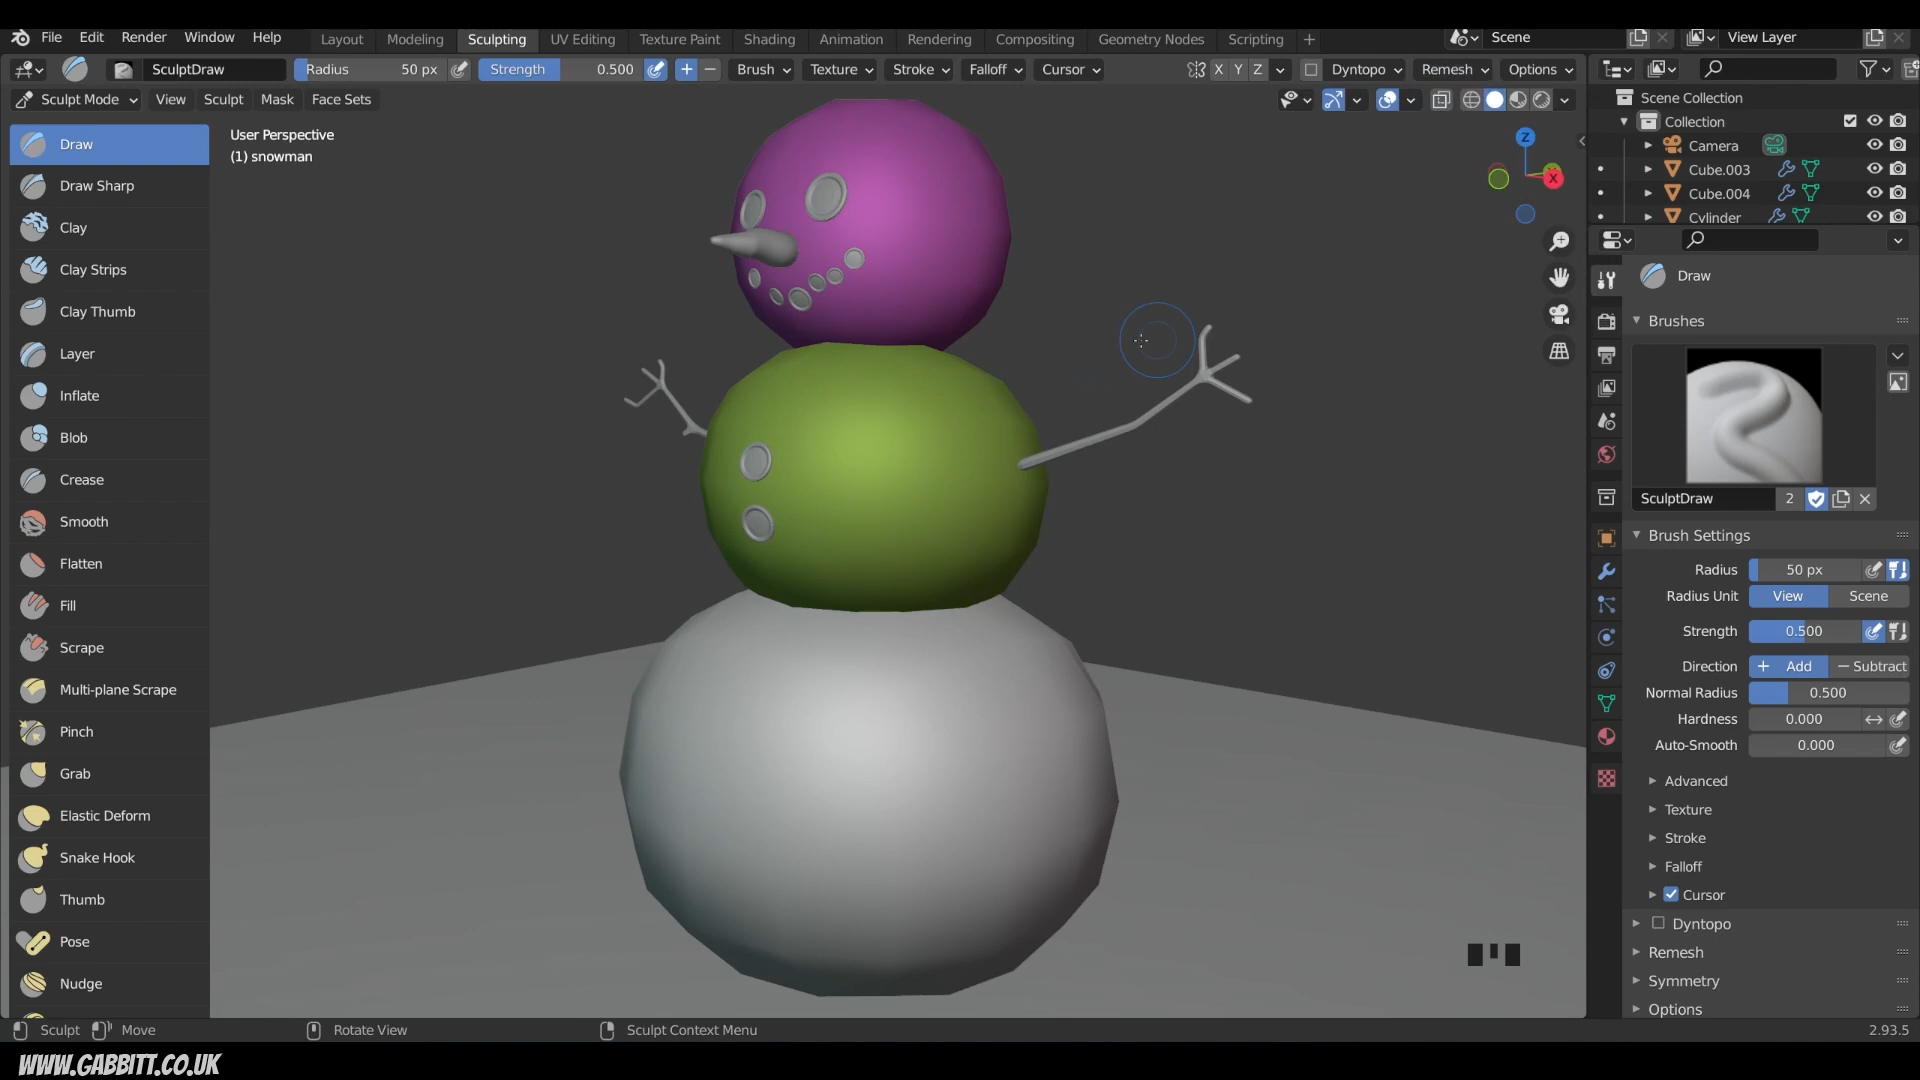 File Edit Render Window Help Layout Modeling Sculpting UV Editing Texture Paint Shading Animation Rendering Compositing Geometry Nodes Scripting + Scene View Layer
SculptDraw Radius 50 px Strength 0.500 + − Brush Texture Stroke Falloff Cursor X Y Z Dyntopo Remesh Options
Sculpt Mode View Sculpt Mask Face Sets
Scene Collection
Collection
Camera
Cube.003
Cube.004
Cylinder
User Perspective
(1) snowman
Z
X
Draw
Draw Sharp
Clay
Clay Strips
Clay Thumb
Layer
Inflate
Blob
Crease
Smooth
Flatten
Fill
Scrape
Multi-plane Scrape
Pinch
Grab
Elastic Deform
Snake Hook
Thumb
Pose
Nudge
Draw
Brushes
SculptDraw 2
Brush Settings
Radius 50 px
Radius Unit View Scene
Strength 0.500
Direction + Add − Subtract
Normal Radius 0.500
Hardness 0.000
Auto-Smooth 0.000
Advanced
Texture
Stroke
Falloff
Cursor
Dyntopo
Remesh
Symmetry
Options
Sculpt Move Rotate View Sculpt Context Menu 2.93.5
WWW.GABBITT.CO.UK